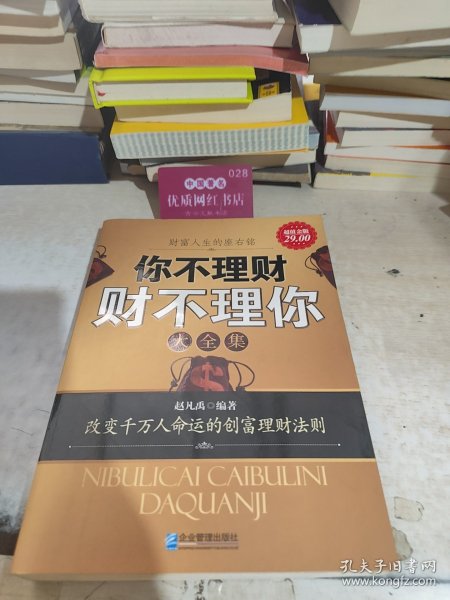 028
中国著名
优质网红书店
财富人生的座右铭
超值金版
29.00
你不理财
财不理你
大全集
赵凡禹 编著
改变千万人命运的创富理财法则
NIBULICAI CAIBULINI
DAQUANJI
企业管理出版社
孔夫子旧书网
www.kongfz.com